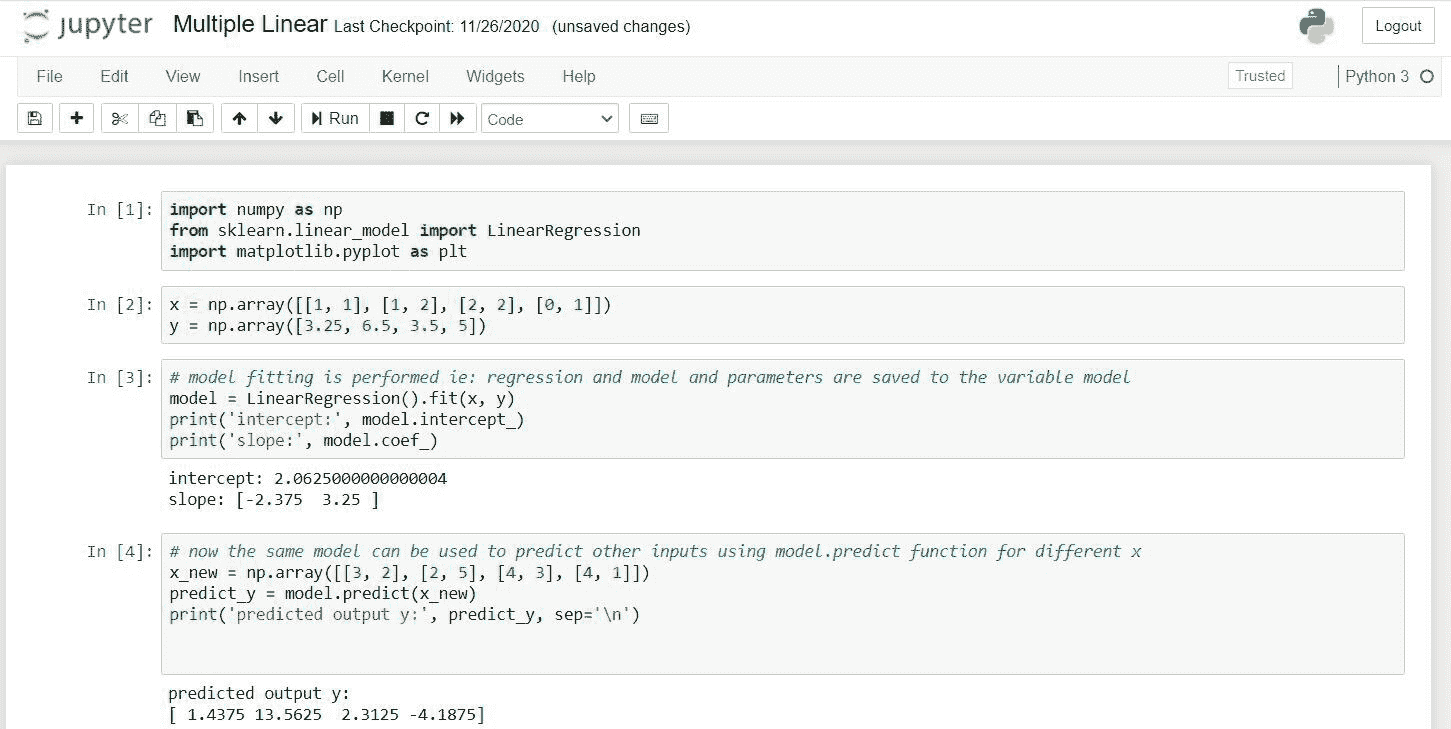 jupyter Multiple Linear Last Checkpoint: 11/26/2020 (unsaved changes) Logout
File Edit View Insert Cell Kernel Widgets Help Trusted Python 3
Run Code
In [1]: import numpy as np
from sklearn.linear_model import LinearRegression
import matplotlib.pyplot as plt
In [2]: x = np.array([[1, 1], [1, 2], [2, 2], [0, 1]])
y = np.array([3.25, 6.5, 3.5, 5])
In [3]: # model fitting is performed ie: regression and model and parameters are saved to the variable model
model = LinearRegression().fit(x, y)
print('intercept:', model.intercept_)
print('slope:', model.coef_)
intercept: 2.0625000000000004
slope: [-2.375  3.25 ]
In [4]: # now the same model can be used to predict other inputs using model.predict function for different x
x_new = np.array([[3, 2], [2, 5], [4, 3], [4, 1]])
predict_y = model.predict(x_new)
print('predicted output y:', predict_y, sep='\n')
predicted output y:
[ 1.4375 13.5625  2.3125 -4.1875]